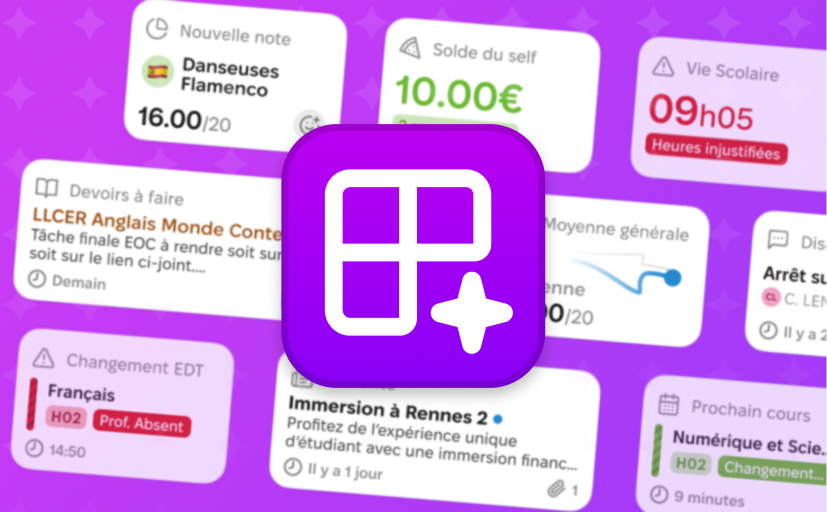 Nouvelle note
Danseuses
Flamenco
16.00/20
Solde du self
10.00€
Vie Scolaire
09h05
Heures injustifiées
Devoirs à faire
LLCER Anglais Monde Conte
Tâche finale EOC à rendre soit sur
soit sur le lien ci-joint....
Demain
Moyenne générale
enne
00/20
Dis
Arrêt su
CL C. LEN
Il y a 2
Changement EDT
Français
H02 Prof. Absent
14:50
Immersion à Rennes 2
Profitez de l'expérience unique
d'étudiant avec une immersion financ...
Il y a 1 jour
1
Prochain cours
Numérique et Scie...
H02 Changement...
9 minutes